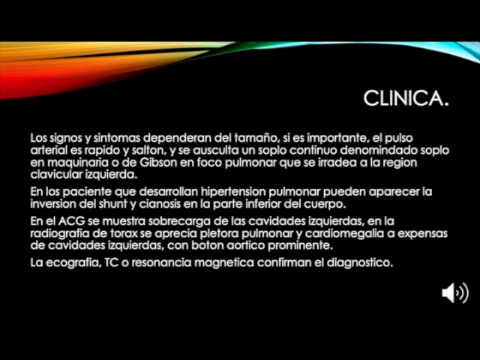 CLINICA.
Los signos y sintomas dependeran del tamaño, si es importante, el pulso
arterial es rapido y salton, y se ausculta un soplo continuo denomindado soplo
en maquinaria o de Gibson en foco pulmonar que se irradea a la region
clavicular izquierda.
En los paciente que desarrollan hipertension pulmonar pueden aparecer la
inversion del shunt y cianosis en la parte inferior del cuerpo.
En el ACG se muestra sobrecarga de las cavidades izquierdas, en la
radiografia de torax se aprecia pletora pulmonar y cardiomegalia a expensas
de cavidades izquierdas, con boton aortico prominente.
La ecografia, TC o resonancia magnetica confirman el diagnostico.